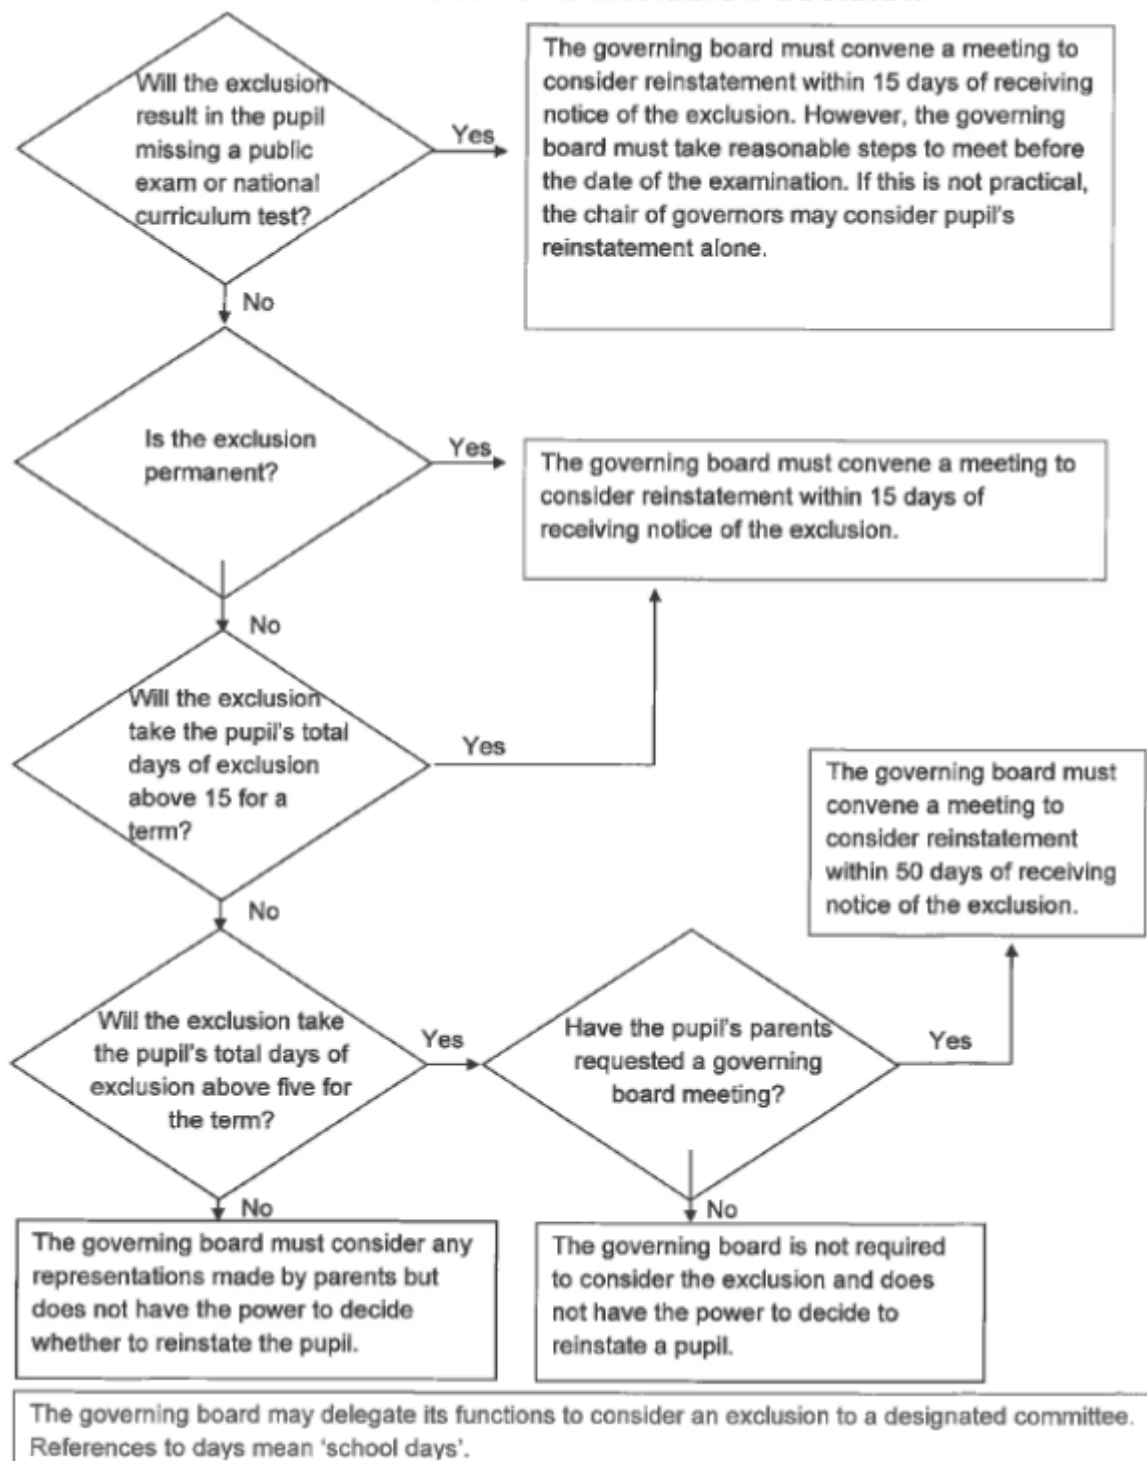 Will the exclusion
result in the pupil
missing a public
exam or national
curriculum test?
Yes
The governing board must convene a meeting to
consider reinstatement within 15 days of receiving
notice of the exclusion. However, the governing
board must take reasonable steps to meet before
the date of the examination. If this is not practical,
the chair of governors may consider pupil's
reinstatement alone.
No
Is the exclusion
permanent?
Yes
The governing board must convene a meeting to
consider reinstatement within 15 days of
receiving notice of the exclusion.
No
Will the exclusion
take the pupil's total
days of exclusion
above 15 for a
term?
Yes
The governing board must
convene a meeting to
consider reinstatement
within 50 days of receiving
notice of the exclusion.
No
Will the exclusion take
the pupil's total days of
exclusion above five for
the term?
Yes
Have the pupil's parents
requested a governing
board meeting?
Yes
No
The governing board must consider any
representations made by parents but
does not have the power to decide
whether to reinstate the pupil.
No
The governing board is not required
to consider the exclusion and does
not have the power to decide to
reinstate a pupil.
The governing board may delegate its functions to consider an exclusion to a designated committee.
References to days mean 'school days'.